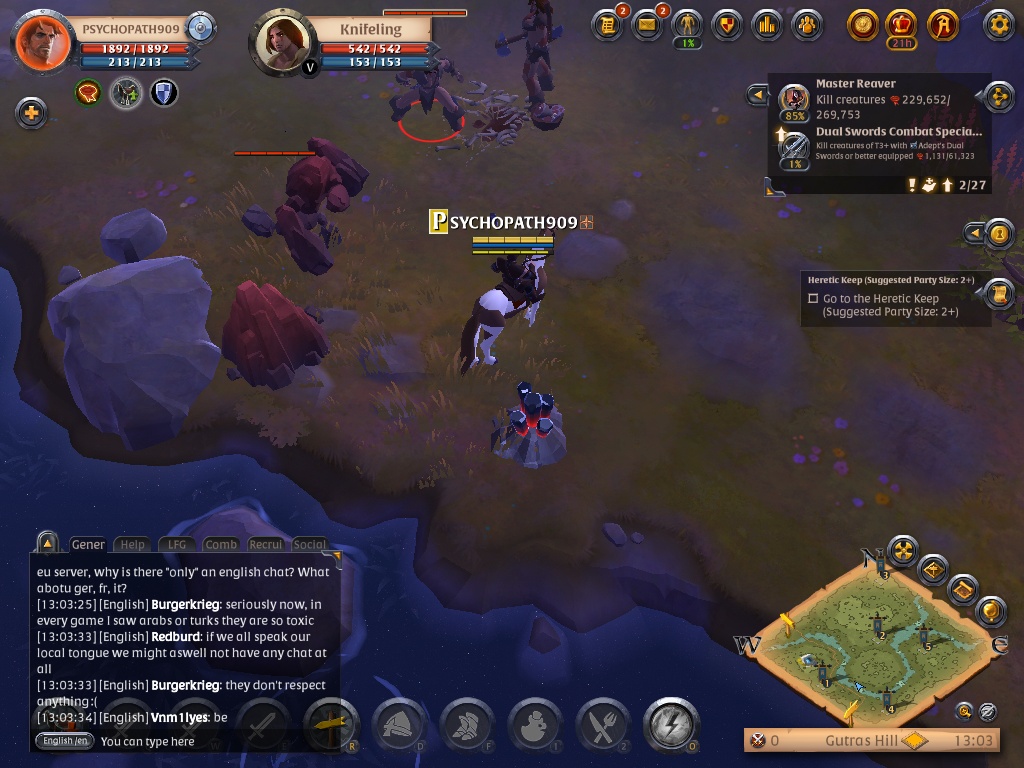 PSYCHOPATH909
1892 / 1892
213 / 213
Knifeling
542 / 542
153 / 153
V
2
2
1%
21h
Master Reaver
Kill creatures 229,652/
269,753
85%
Dual Swords Combat Specia...
Kill creatures of T3+ with Adept's Dual
Swords or better equipped 1,131/61,323
1%
2/27
PSYCHOPATH909
Heretic Keep (Suggested Party Size: 2+)
Go to the Heretic Keep
(Suggested Party Size: 2+)
Gener Help LFG Comb Recrui Social
eu server, why is there "only" an english chat? What
abotu ger, fr, it?
[13:03:25] [English] Burgerkrieg: seriously now, in
every game I saw arabs or turks they are so toxic
[13:03:33] [English] Redburd: if we all speak our
local tongue we might aswell not have any chat at
all
[13:03:33] [English] Burgerkrieg: they don't respect
anything:(
[13:03:34] [English] Vnm1lyes: be
English /en You can type here
R D F 1 2 O
N
W
E
3
2
5
1
4
0 Gutras Hill 13:03